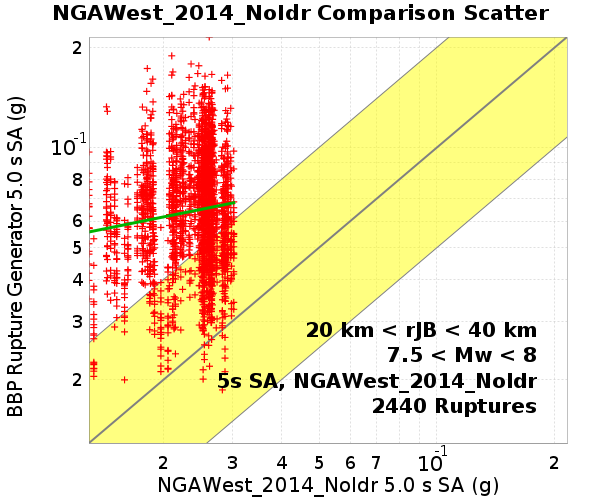 NGAWest_2014_NoIdr Comparison Scatter
BBP Rupture Generator 5.0 s SA (g)
2
10-1
8
6
5
4
3
2
20 km < rJB < 40 km
7.5 < Mw < 8
5s SA, NGAWest_2014_NoIdr
2440 Ruptures
2 3 4 5 6 7 10-1 2
NGAWest_2014_NoIdr 5.0 s SA (g)